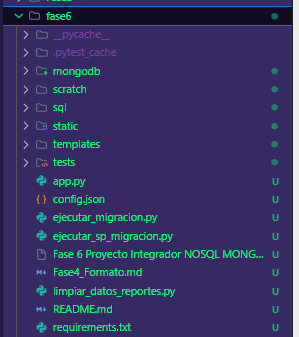 fase6
__pycache__
.pytest_cache
mongodb
scratch
sql
static
templates
tests
app.py U
config.json U
ejecutar_migracion.py U
ejecutar_sp_migracion.py U
Fase 6 Proyecto Integrador NOSQL MONG... U
Fase4_Formato.md U
limpiar_datos_reportes.py U
README.md U
requirements.txt U